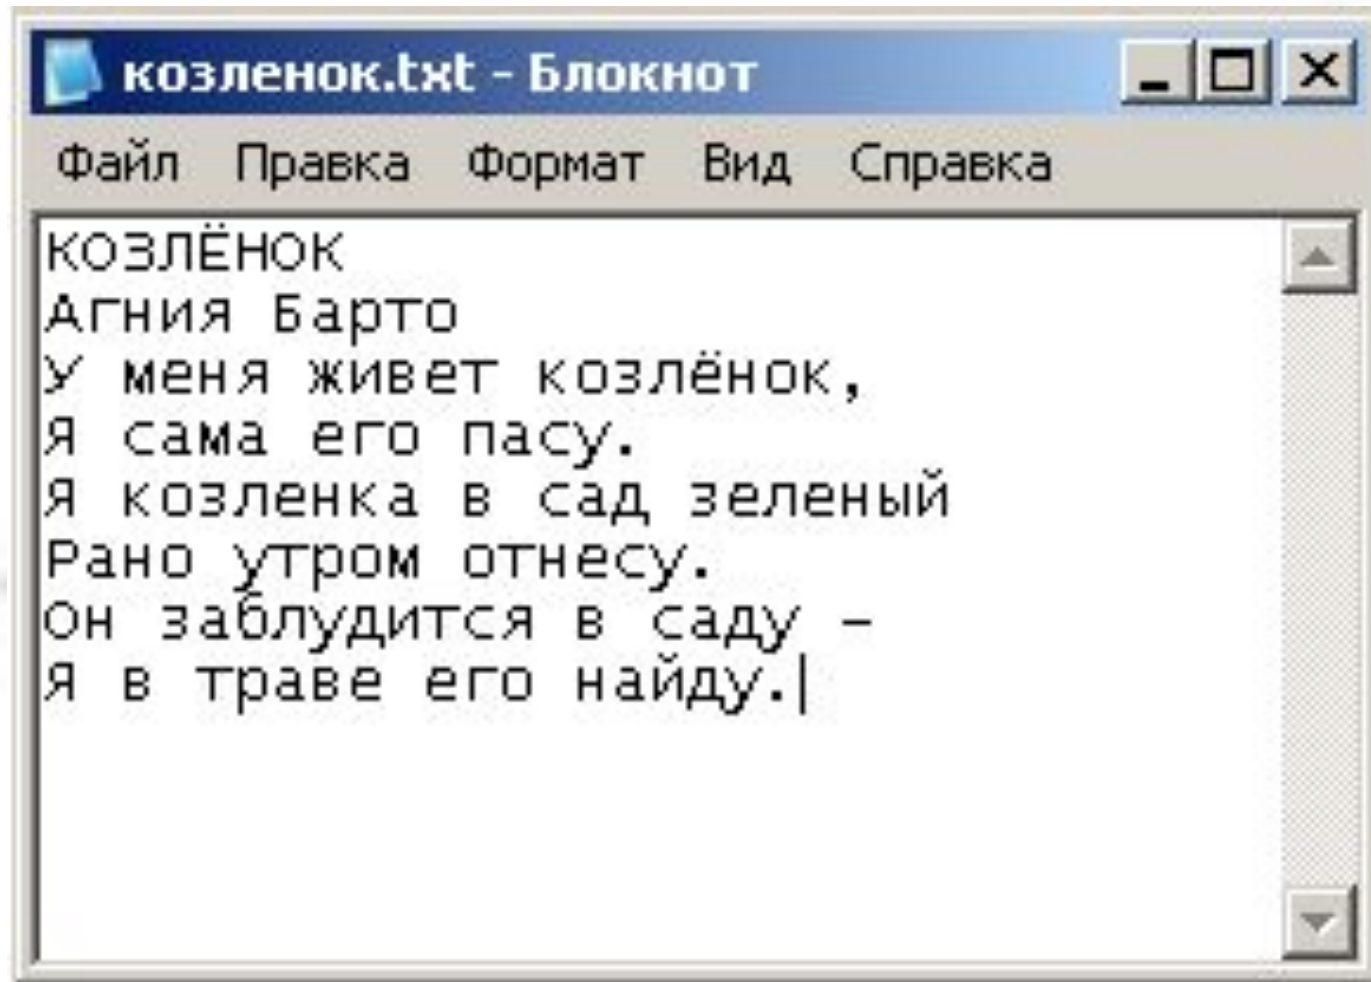 козленок.txt - Блокнот
Файл Правка Формат Вид Справка
КОЗЛЁНОК
Агния Барто
У меня живет козлёнок,
Я сама его пасу.
Я козленка в сад зеленый
Рано утром отнесу.
Он заблудится в саду –
Я в траве его найду.